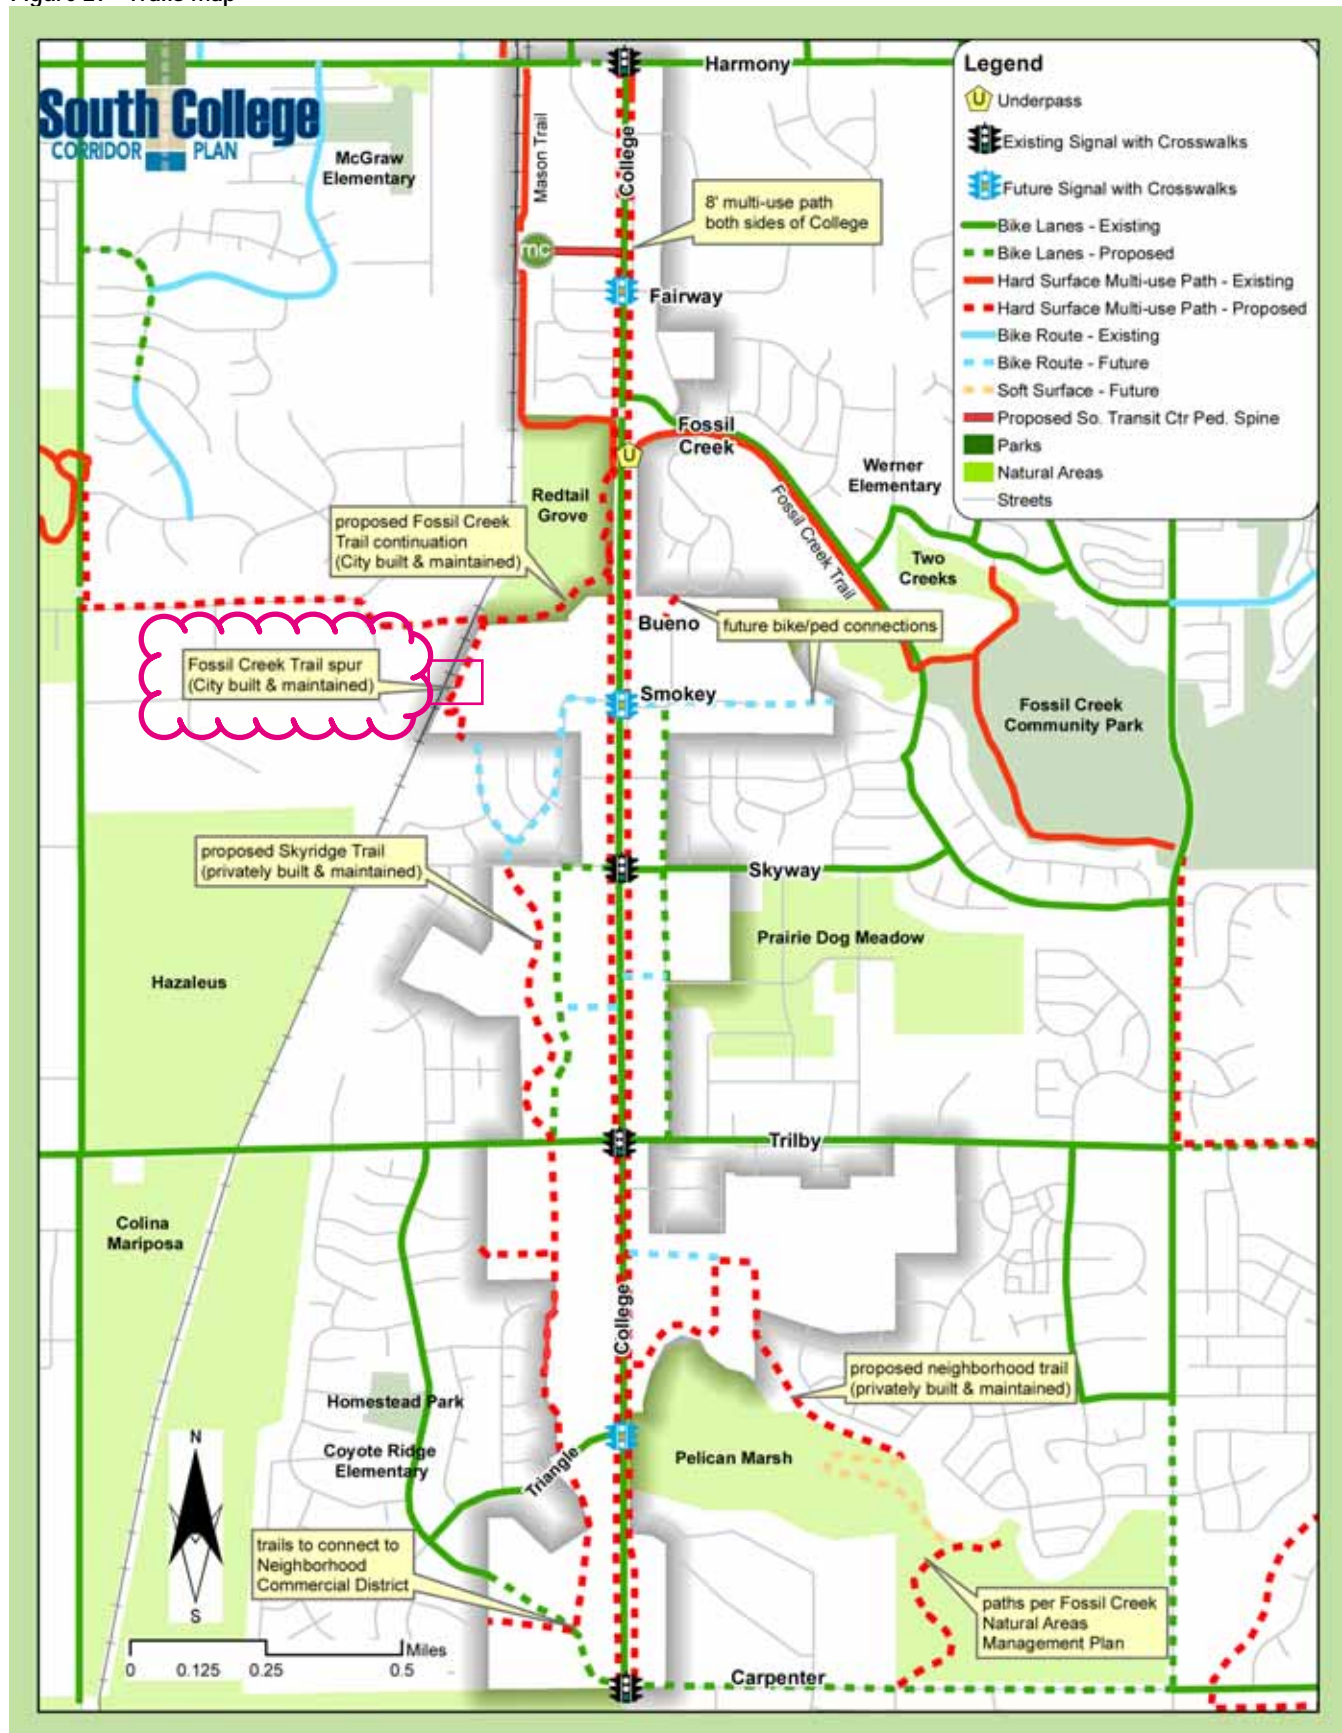 Figure 27 - Trails Map
South College
CORRIDOR PLAN
Harmony
Legend
U
Underpass
Existing Signal with Crosswalks
Future Signal with Crosswalks
Bike Lanes - Existing
Bike Lanes - Proposed
Hard Surface Multi-use Path - Existing
Hard Surface Multi-use Path - Proposed
Bike Route - Existing
Bike Route - Future
Soft Surface - Future
Proposed So. Transit Ctr Ped. Spine
Parks
Natural Areas
Streets
McGraw
Elementary
Mason Trail
College
8' multi-use path
both sides of College
mc
Fairway
Fossil
Creek
U
Werner
Elementary
Redtail
Grove
Fossil Creek Trail
proposed Fossil Creek
Trail continuation
(City built & maintained)
Two
Creeks
Bueno
future bike/ped connections
Fossil Creek Trail spur
(City built & maintained)
Smokey
Fossil Creek
Community Park
proposed Skyridge Trail
(privately built & maintained)
Skyway
Prairie Dog Meadow
Hazaleus
Trilby
Colina
Mariposa
College
proposed neighborhood trail
(privately built & maintained)
Homestead Park
Coyote Ridge
Elementary
Pelican Marsh
Triangle
N
S
trails to connect to
Neighborhood
Commercial District
paths per Fossil Creek
Natural Areas
Management Plan
Miles
0 0.125 0.25 0.5
Carpenter